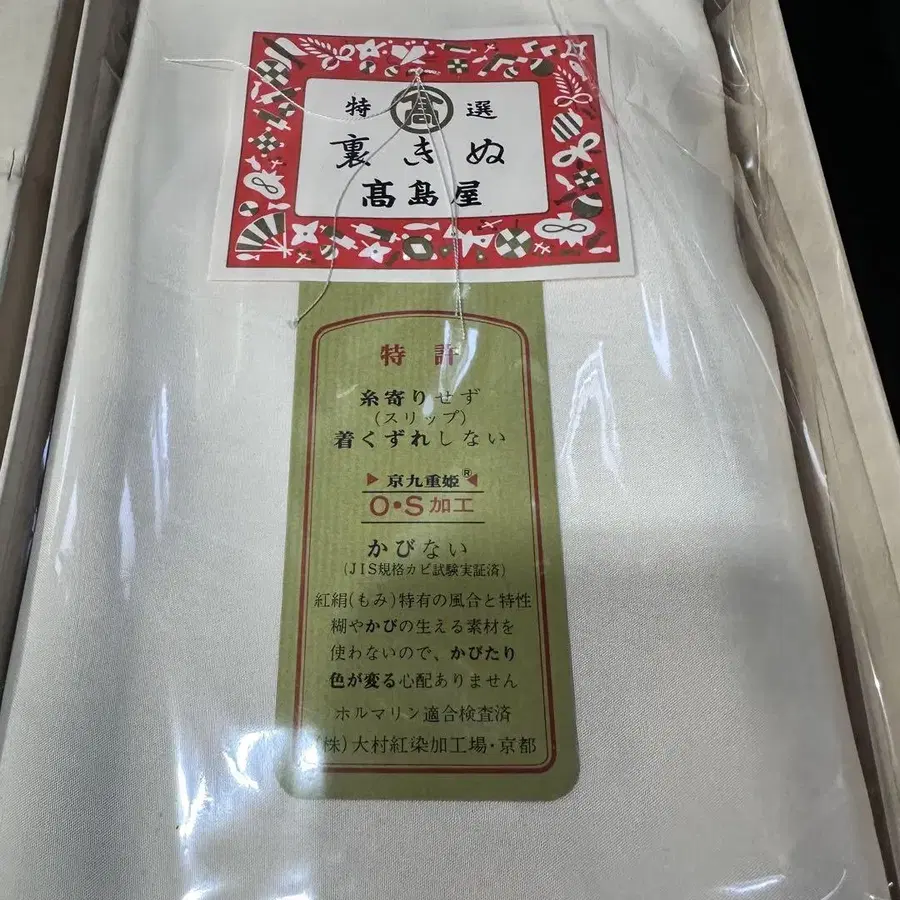 特 髙 選
裏きぬ
髙島屋
特許
糸寄りせず
(スリップ)
着くずれしない
▶京九重姫®◀
O・S加工
かびない
(JIS規格カビ試験実証済)
紅絹(もみ)特有の風合と特性
糊やかびの生える素材を
使わないので、かびたり
色が変る心配ありません
ホルマリン適合検査済
(株)大村紅染加工場・京都